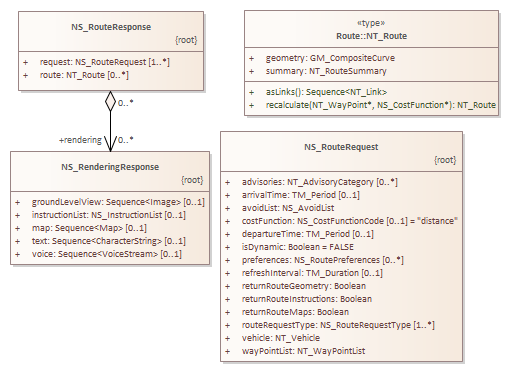 NS_RouteResponse
{root}
+ request: NS_RouteRequest [1..*]
+ route: NT_Route [0..*]
0..*
+rendering
0..*
NS_RenderingResponse
{root}
+ groundLevelView: Sequence<Image> [0..1]
+ instructionList: NS_InstructionList [0..1]
+ map: Sequence<Map> [0..1]
+ text: Sequence<CharacterString> [0..1]
+ voice: Sequence<VoiceStream> [0..1]
«type»
Route::NT_Route
+ geometry: GM_CompositeCurve
+ summary: NT_RouteSummary
+ asLinks(): Sequence<NT_Link>
+ recalculate(NT_WayPoint*, NS_CostFunction*): NT_Route
NS_RouteRequest
{root}
+ advisories: NT_AdvisoryCategory [0..*]
+ arrivalTime: TM_Period [0..1]
+ avoidList: NS_AvoidList
+ costFunction: NS_CostFunctionCode [0..1] = "distance"
+ departureTime: TM_Period [0..1]
+ isDynamic: Boolean = FALSE
+ preferences: NS_RoutePreferences [0..*]
+ refreshInterval: TM_Duration [0..1]
+ returnRouteGeometry: Boolean
+ returnRouteInstructions: Boolean
+ returnRouteMaps: Boolean
+ routeRequestType: NS_RouteRequestType [1..*]
+ vehicle: NT_Vehicle
+ wayPointList: NT_WayPointList